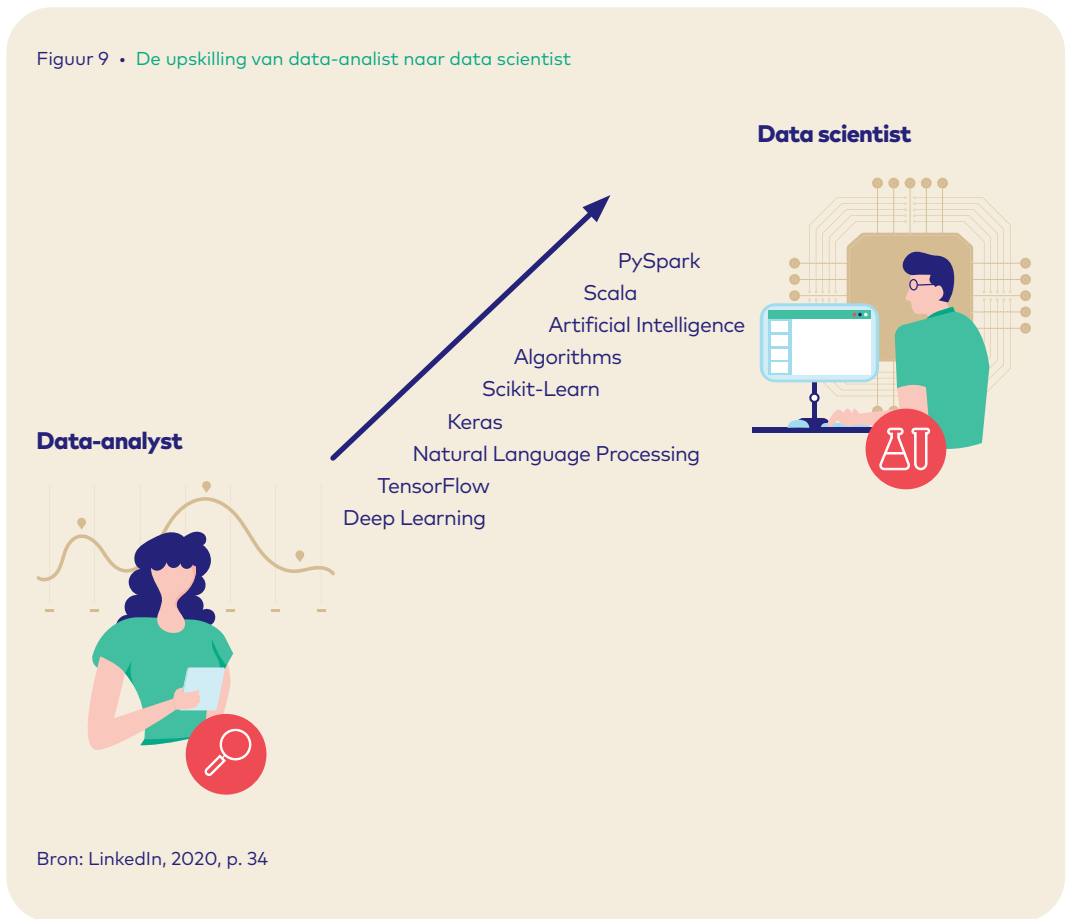 Figuur 9 • De upskilling van data-analist naar data scientist
Data scientist
PySpark
Scala
Artificial Intelligence
Algorithms
Scikit-Learn
Keras
Natural Language Processing
TensorFlow
Deep Learning
Data-analyst
Bron: LinkedIn, 2020, p. 34